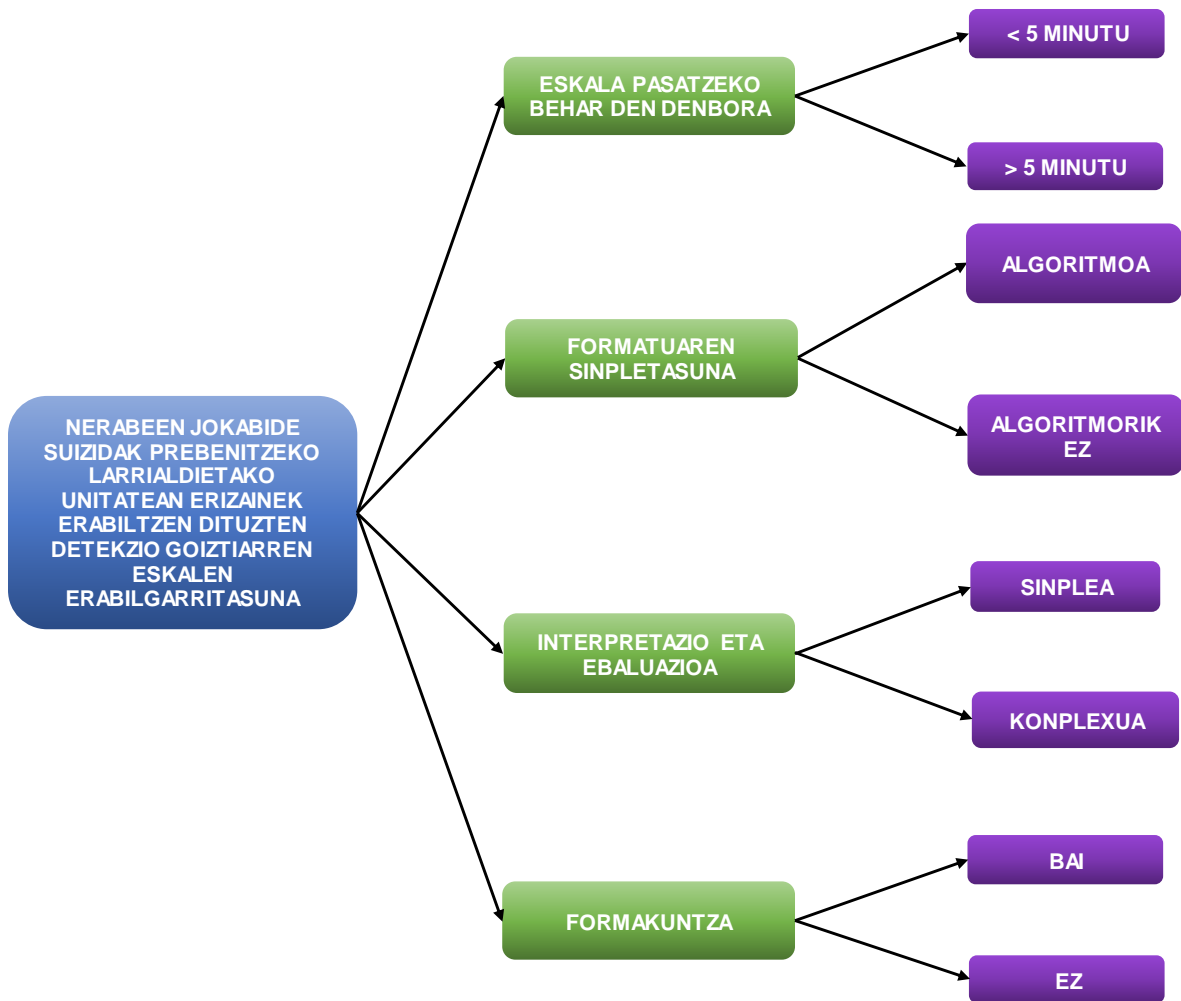 NERABEEN JOKABIDE
SUIZIDAK PREBENITZEKO
LARRIALDIETAKO
UNITATEAN ERIZAINEK
ERABILTZEN DITUZTEN
DETEKZIO GOIZTIARREN
ESKALEN
ERABILGARRITASUNA
ESKALA PASATZEKO
BEHAR DEN DENBORA
< 5 MINUTU
> 5 MINUTU
FORMATUAREN
SINPLETASUNA
ALGORITMOA
ALGORITMORIK
EZ
INTERPRETAZIO ETA
EBALUAZIOA
SINPLEA
KONPLEXUA
FORMAKUNTZA
BAI
EZ